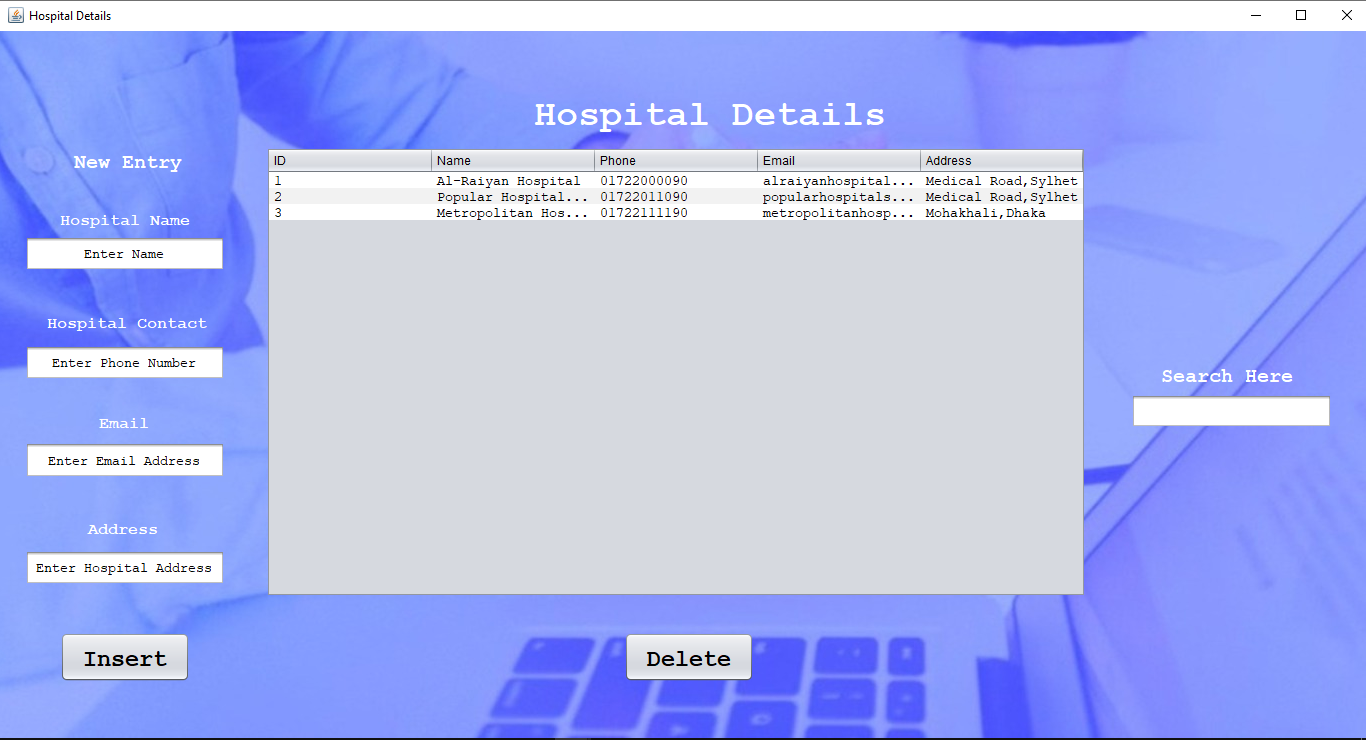 Hospital Details
Hospital Details
New Entry
Hospital Name
Enter Name
Hospital Contact
Enter Phone Number
Email
Enter Email Address
Address
Enter Hospital Address
Insert
ID Name Phone Email Address
1 Al-Raiyan Hospital 01722000090 alraiyanhospital... Medical Road,Sylhet
2 Popular Hospital... 01722011090 popularhospitals... Medical Road,Sylhet
3 Metropolitan Hos... 01722111190 metropolitanhosp... Mohakhali,Dhaka
Delete
Search Here